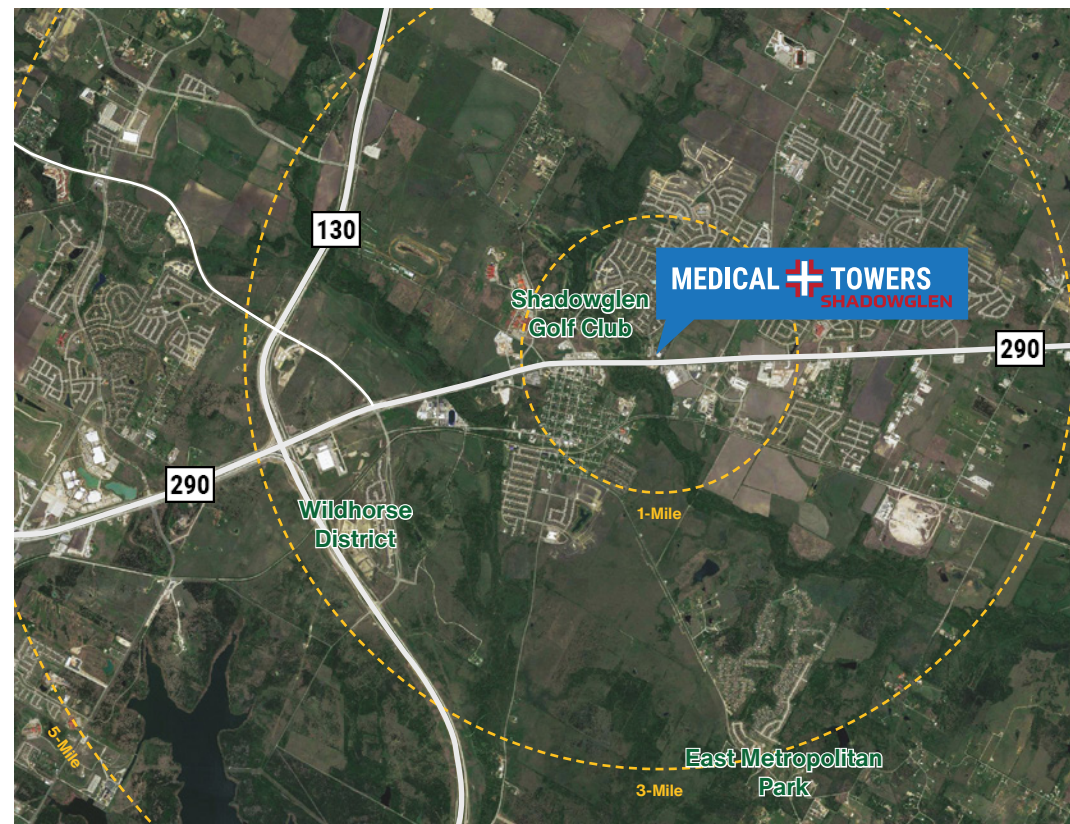 130
MEDICAL TOWERS
SHADOWGLEN
Shadowglen
Golf Club
290
290
Wildhorse
District
1-Mile
5-Mile
East Metropolitan
Park
3-Mile